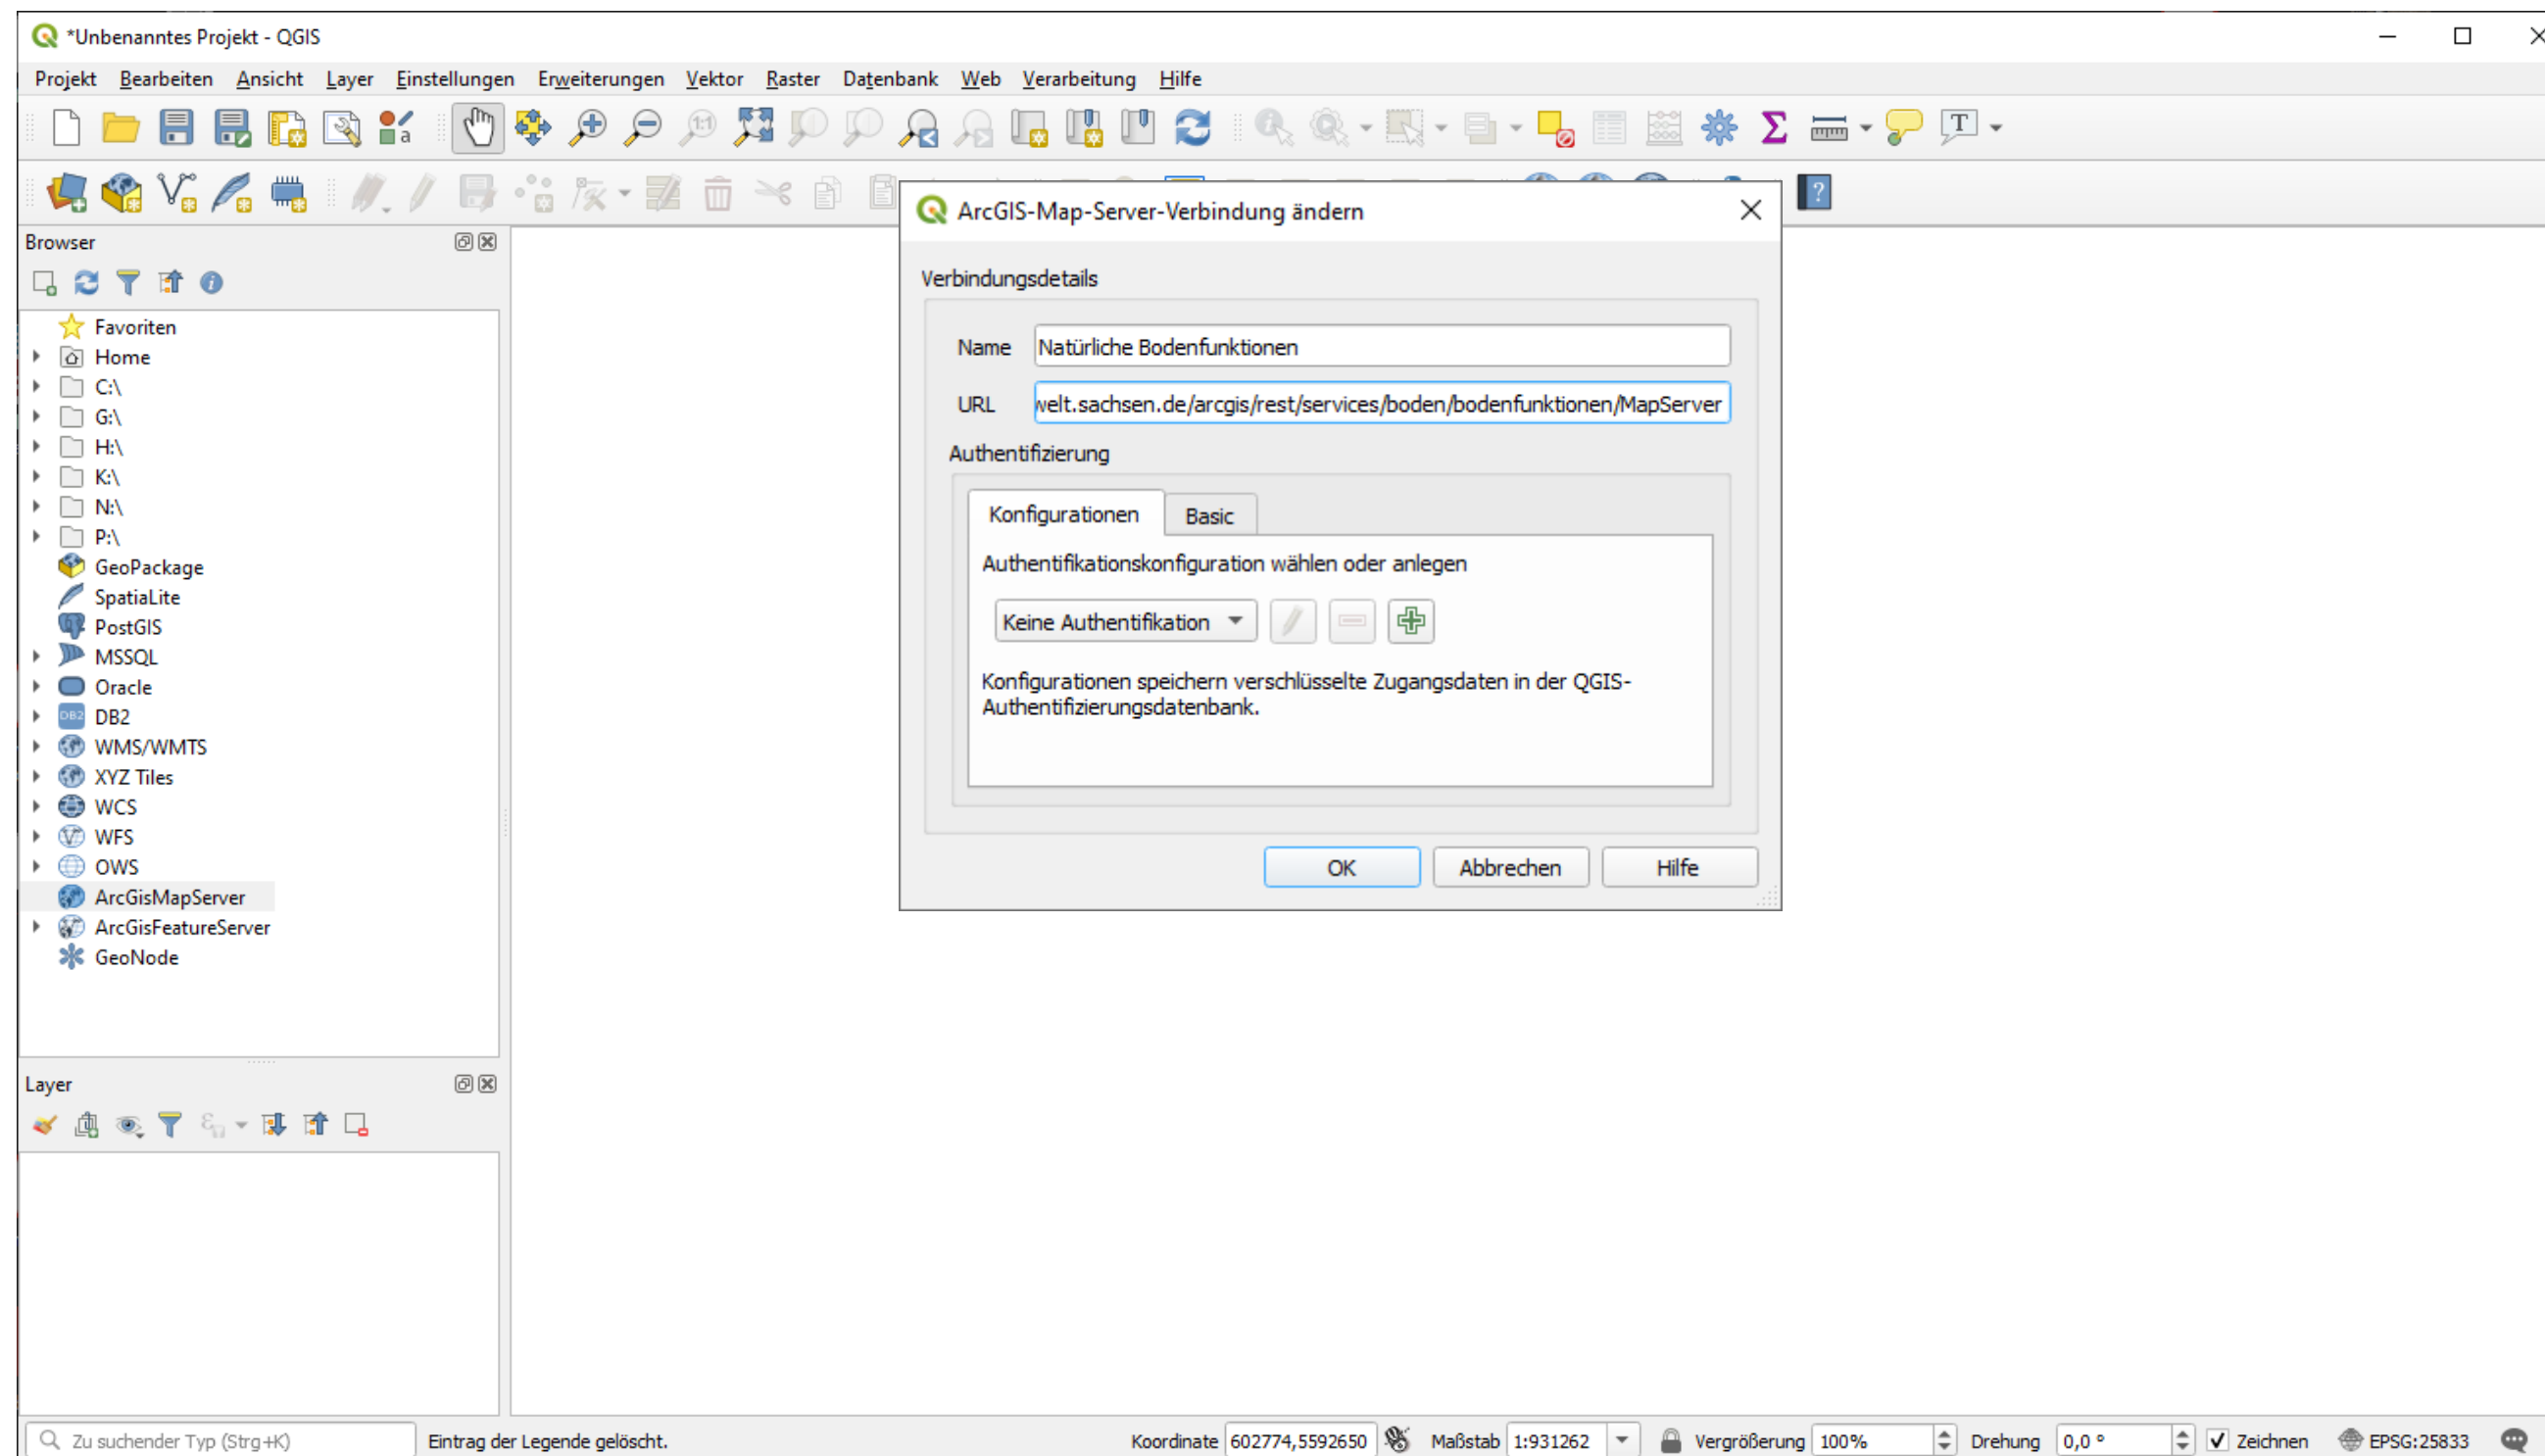 *Unbenanntes Projekt - QGIS
Projekt Bearbeiten Ansicht Layer Einstellungen Erweiterungen Vektor Raster Datenbank Web Verarbeitung Hilfe
Browser
Favoriten
Home
C:\
G:\
H:\
K:\
N:\
P:\
GeoPackage
SpatiaLite
PostGIS
MSSQL
Oracle
DB2
WMS/WMTS
XYZ Tiles
WCS
WFS
OWS
ArcGisMapServer
ArcGisFeatureServer
GeoNode
Layer
ArcGIS-Map-Server-Verbindung ändern
Verbindungsdetails
Name Natürliche Bodenfunktionen
URL welt.sachsen.de/arcgis/rest/services/boden/bodenfunktionen/MapServer
Authentifizierung
Konfigurationen Basic
Authentifikationskonfiguration wählen oder anlegen
Keine Authentifikation
Konfigurationen speichern verschlüsselte Zugangsdaten in der QGIS-
Authentifizierungsdatenbank.
OK Abbrechen Hilfe
Zu suchender Typ (Strg+K) Eintrag der Legende gelöscht. Koordinate 602774,5592650 Maßstab 1:931262 Vergrößerung 100% Drehung 0,0 ° Zeichnen EPSG:25833